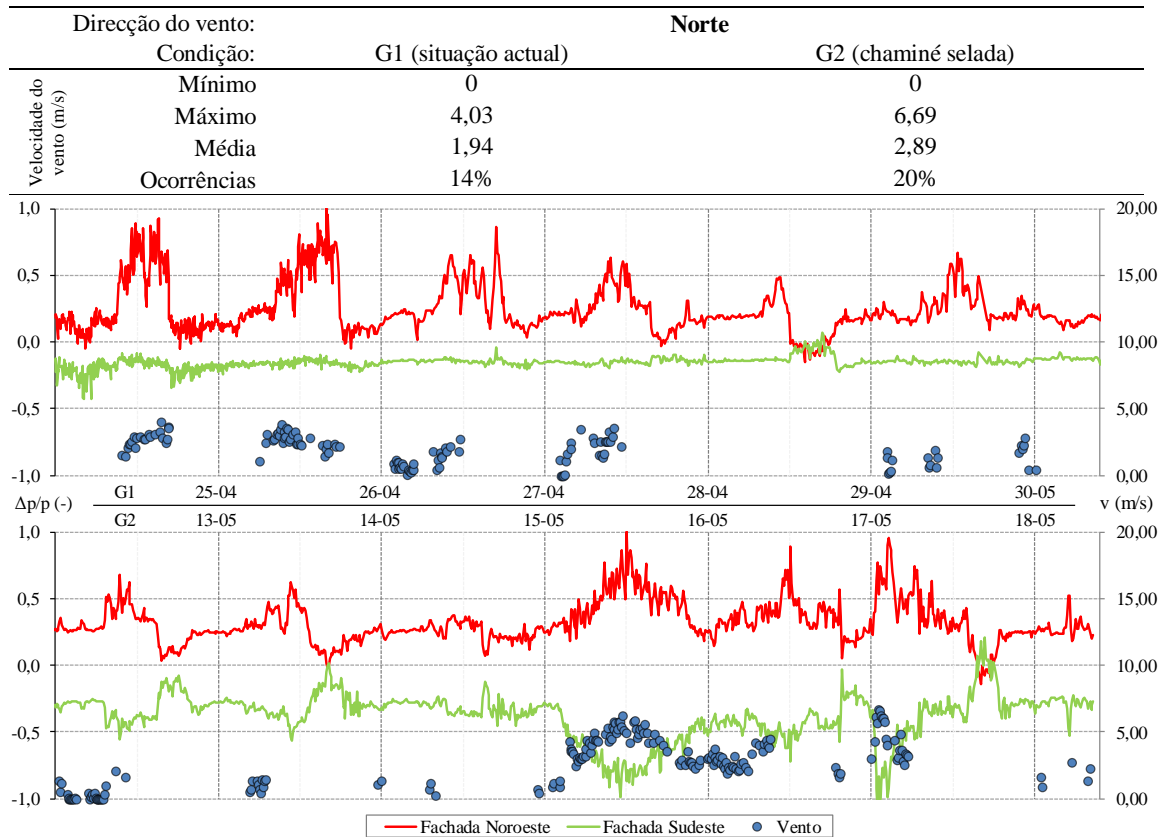 Direcção do vento: Norte
Condição: G1 (situação actual) G2 (chaminé selada)
Velocidade do vento (m/s)
Mínimo 0 0
Máximo 4,03 6,69
Média 1,94 2,89
Ocorrências 14% 20%
1,0 20,00
0,5 15,00
0,0 10,00
-0,5 5,00
-1,0 0,00
Δp/p (-) G1 25-04 26-04 27-04 28-04 29-04 30-05 v (m/s)
G2 13-05 14-05 15-05 16-05 17-05 18-05
1,0 20,00
0,5 15,00
0,0 10,00
-0,5 5,00
-1,0 0,00
Fachada Noroeste Fachada Sudeste Vento